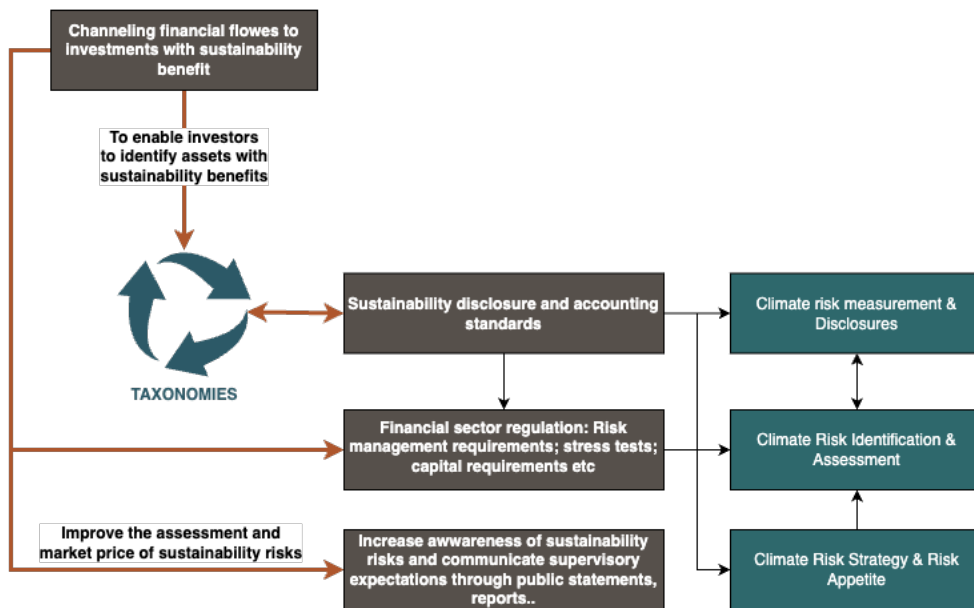 Channeling financial flowes to
investments with sustainability
benefit
To enable investors
to identify assets with
sustainability benefits
TAXONOMIES
Sustainability disclosure and accounting
standards
Climate risk measurement &
Disclosures
Financial sector regulation: Risk
management requirements; stress tests;
capital requirements etc
Climate Risk Identification &
Assessment
Improve the assessment and
market price of sustainability risks
Increase awwareness of sustainability
risks and communicate supervisory
expectations through public statements,
reports..
Climate Risk Strategy & Risk
Appetite